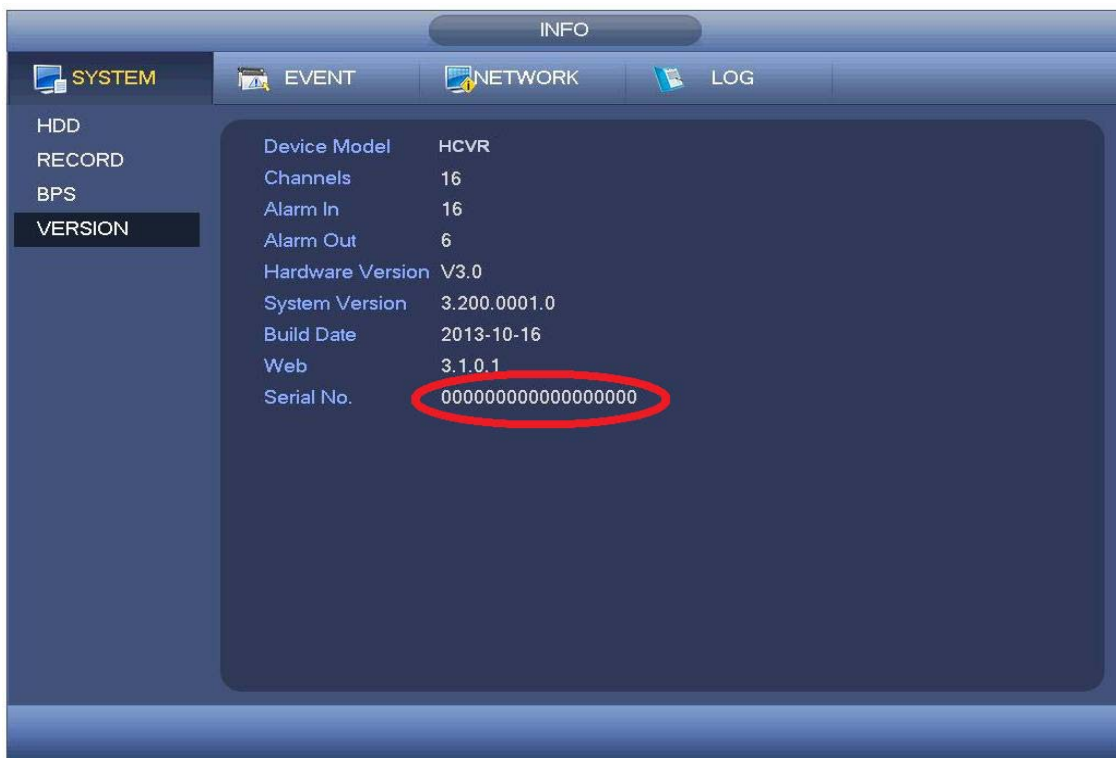 INFO
SYSTEM EVENT NETWORK LOG
HDD
RECORD
BPS
VERSION
Device Model HCVR
Channels 16
Alarm In 16
Alarm Out 6
Hardware Version V3.0
System Version 3.200.0001.0
Build Date 2013-10-16
Web 3.1.0.1
Serial No. 000000000000000000